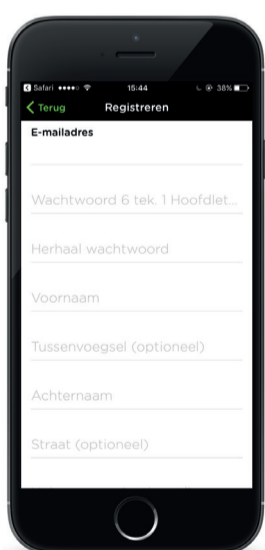 Safari 15:44 38%
Terug Registreren
E-mailadres
Wachtwoord 6 tek. 1 Hoofdlet...
Herhaal wachtwoord
Voornaam
Tussenvoegsel (optioneel)
Achternaam
Straat (optioneel)